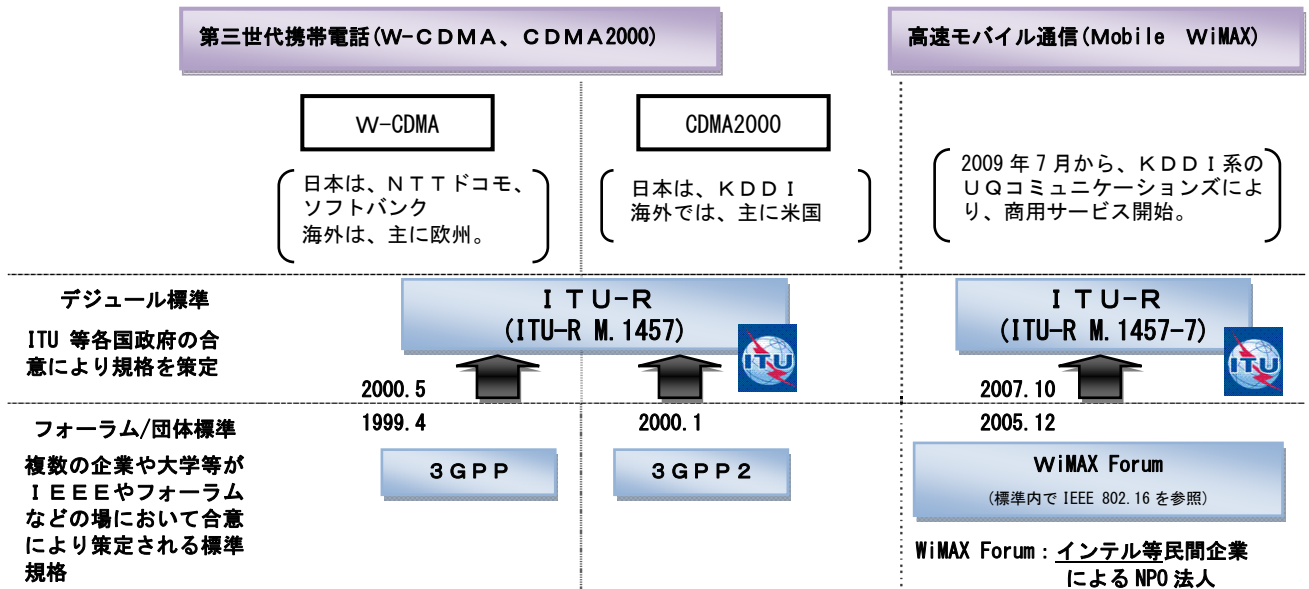 第三世代携帯電話(W-CDMA、CDMA2000)
高速モバイル通信(Mobile WiMAX)
W-CDMA
CDMA2000
日本は、NTTドコモ、
ソフトバンク
海外は、主に欧州。
日本は、KDDI
海外では、主に米国
2009年7月から、KDDI系の
UQコミュニケーションズによ
り、商用サービス開始。
デジュール標準
ITU 等各国政府の合
意により規格を策定
ITU-R
(ITU-R M.1457)
ITU
2000.5
ITU-R
(ITU-R M.1457-7)
ITU
2007.10
フォーラム/団体標準
複数の企業や大学等が
IEEEやフォーラム
などの場において合意
により策定される標準
規格
1999.4
3GPP
2000.1
3GPP2
2005.12
WiMAX Forum
(標準内で IEEE 802.16 を参照)
WiMAX Forum:インテル等民間企業
による NPO 法人